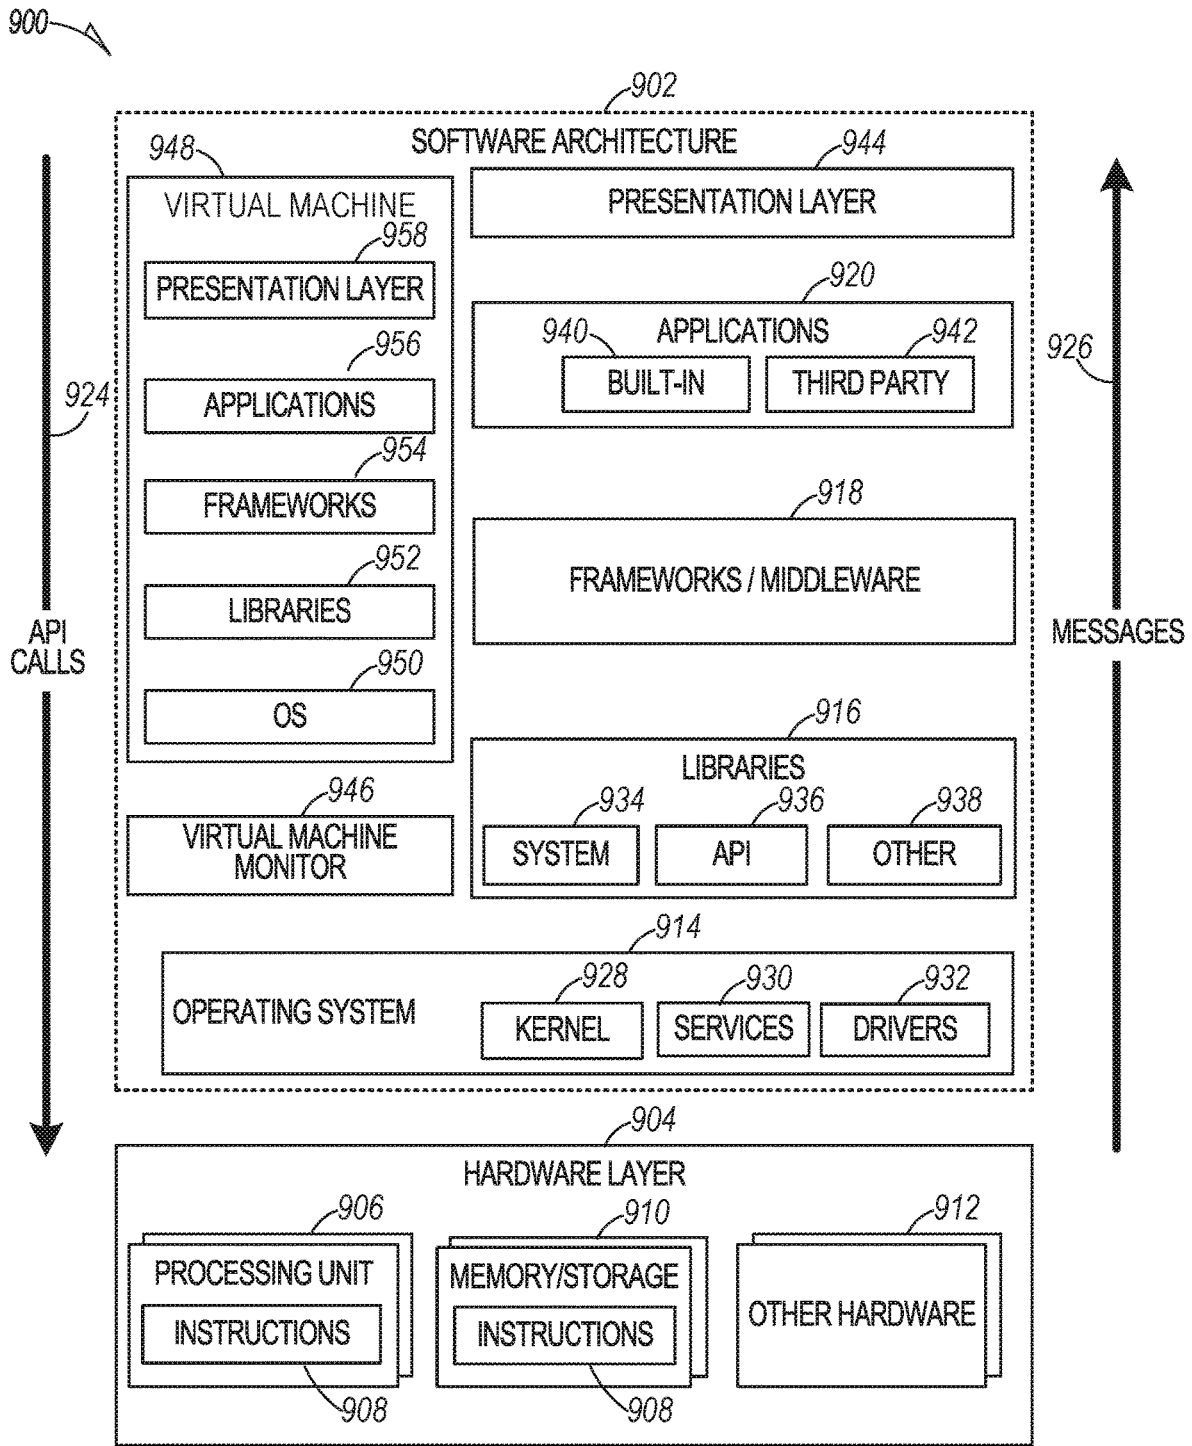 900
902
SOFTWARE ARCHITECTURE
948
VIRTUAL MACHINE
958
PRESENTATION LAYER
956
APPLICATIONS
954
FRAMEWORKS
952
LIBRARIES
950
OS
946
VIRTUAL MACHINE
MONITOR
944
PRESENTATION LAYER
920
APPLICATIONS
940
BUILT-IN
942
THIRD PARTY
918
FRAMEWORKS / MIDDLEWARE
916
LIBRARIES
934
SYSTEM
936
API
938
OTHER
914
OPERATING SYSTEM
928
KERNEL
930
SERVICES
932
DRIVERS
924
API
CALLS
926
MESSAGES
904
HARDWARE LAYER
906
PROCESSING UNIT
INSTRUCTIONS
908
910
MEMORY/STORAGE
INSTRUCTIONS
908
912
OTHER HARDWARE